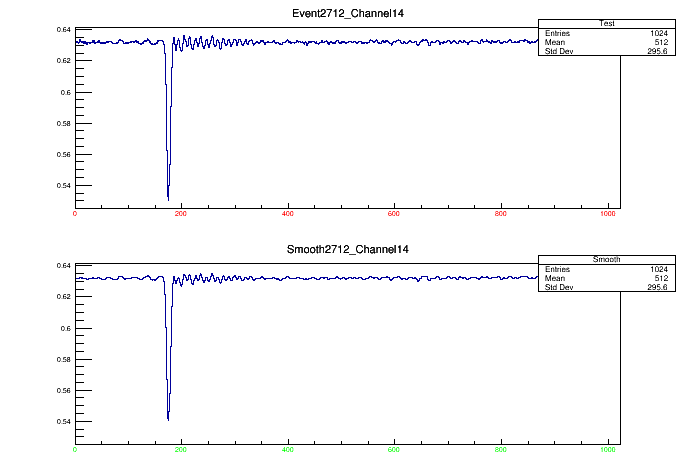 Event2712_Channel14
Test
Entries 1024
Mean 512
Std Dev 295.6
0.64
0.62
0.6
0.58
0.56
0.54
0 200 400 600 800 1000
Smooth2712_Channel14
Smooth
Entries 1024
Mean 512
Std Dev 295.6
0.64
0.62
0.6
0.58
0.56
0.54
0 200 400 600 800 1000